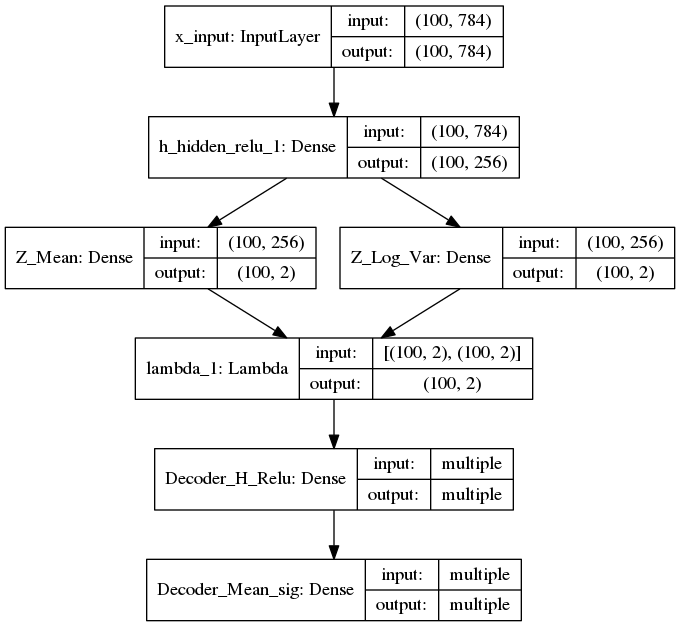 x_input: InputLayer
input: (100, 784)
output: (100, 784)
h_hidden_relu_1: Dense
input: (100, 784)
output: (100, 256)
Z_Mean: Dense
input: (100, 256)
output: (100, 2)
Z_Log_Var: Dense
input: (100, 256)
output: (100, 2)
lambda_1: Lambda
input: [(100, 2), (100, 2)]
output: (100, 2)
Decoder_H_Relu: Dense
input: multiple
output: multiple
Decoder_Mean_sig: Dense
input: multiple
output: multiple